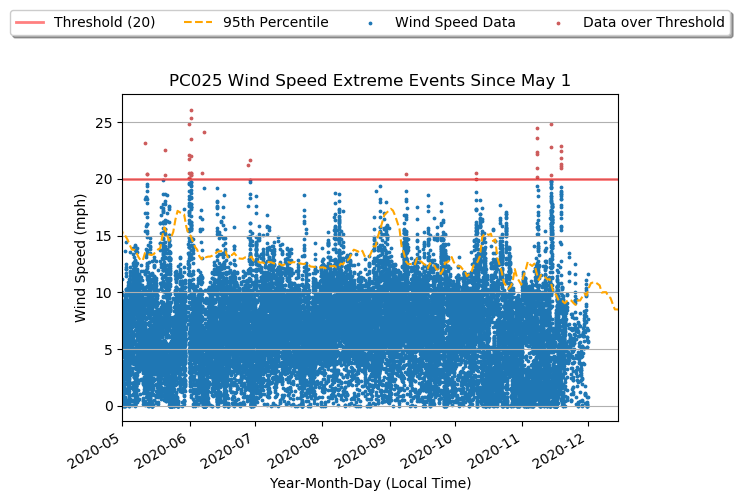 Threshold (20) 95th Percentile Wind Speed Data Data over Threshold
PC025 Wind Speed Extreme Events Since May 1
Wind Speed (mph)
25
20
15
10
5
0
2020-05 2020-06 2020-07 2020-08 2020-09 2020-10 2020-11 2020-12
Year-Month-Day (Local Time)